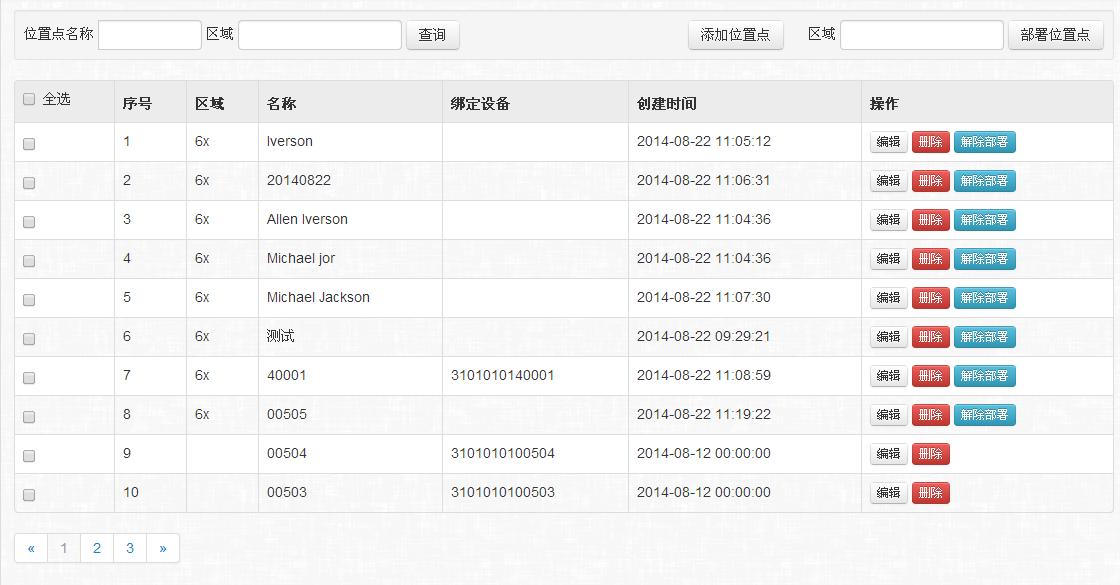 位置点名称 区域 查询 添加位置点 区域 部署位置点
全选 序号 区域 名称 绑定设备 创建时间 操作
1 6x Iverson 2014-08-22 11:05:12 编辑 删除 解除部署
2 6x 20140822 2014-08-22 11:06:31 编辑 删除 解除部署
3 6x Allen Iverson 2014-08-22 11:04:36 编辑 删除 解除部署
4 6x Michael jor 2014-08-22 11:04:36 编辑 删除 解除部署
5 6x Michael Jackson 2014-08-22 11:07:30 编辑 删除 解除部署
6 6x 测试 2014-08-22 09:29:21 编辑 删除 解除部署
7 6x 40001 3101010140001 2014-08-22 11:08:59 编辑 删除 解除部署
8 6x 00505 2014-08-22 11:19:22 编辑 删除 解除部署
9 00504 3101010100504 2014-08-12 00:00:00 编辑 删除
10 00503 3101010100503 2014-08-12 00:00:00 编辑 删除
« 1 2 3 »